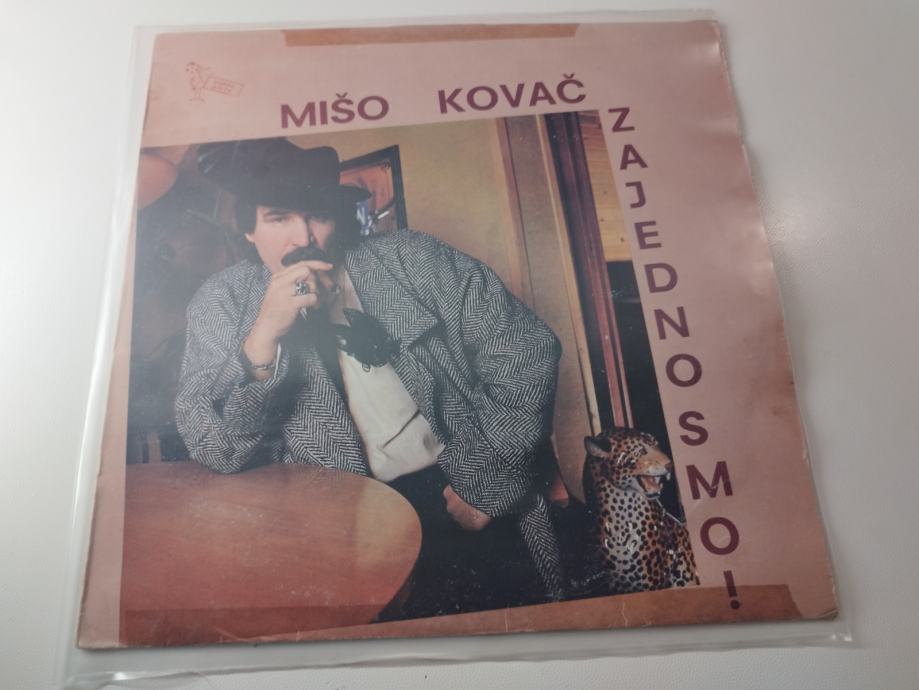 MIŠO KOVAČ
ZAJEDNO SMO!